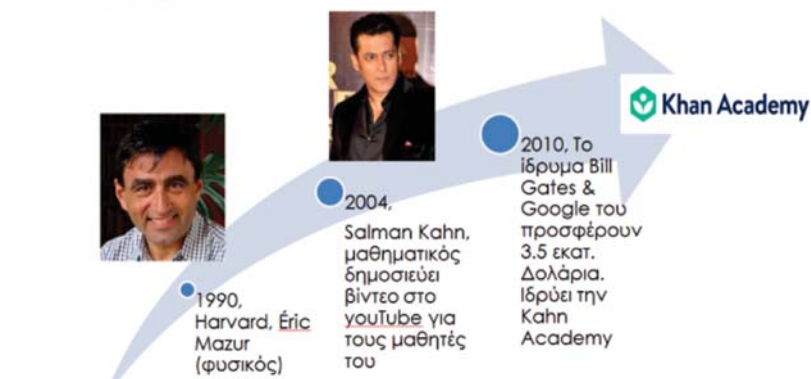 Khan Academy
1990,
Harvard, Éric
Mazur
(φυσικός)
2004,
Salman Kahn,
μαθηματικός
δημοσιεύει
βίντεο στο
youTube για
τους μαθητές
του
2010, Το
ίδρυμα Bill
Gates &
Google του
προσφέρουν
3.5 εκατ.
Δολάρια.
Ιδρύει την
Kahn
Academy